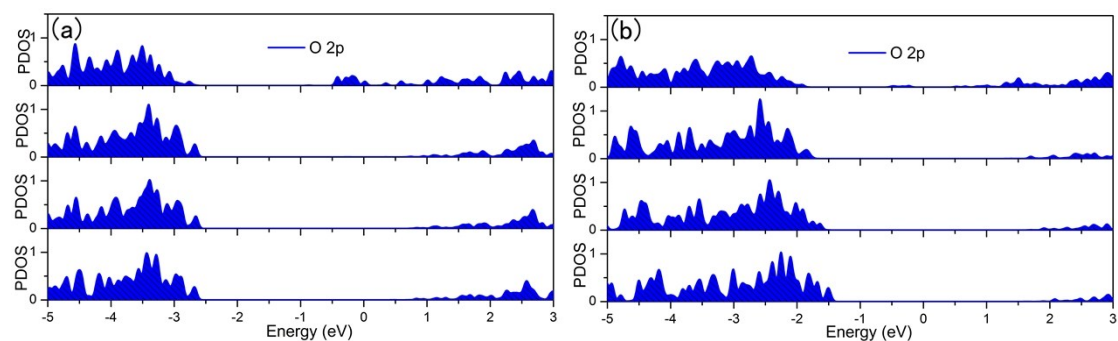 (a)
O 2p
PDOS
1
0
PDOS
1
0
PDOS
1
0
PDOS
1
0
-5 -4 -3 -2 -1 0 1 2 3
Energy (eV)
(b)
O 2p
PDOS
1
0
PDOS
1
0
PDOS
1
0
PDOS
1
0
-5 -4 -3 -2 -1 0 1 2 3
Energy (eV)